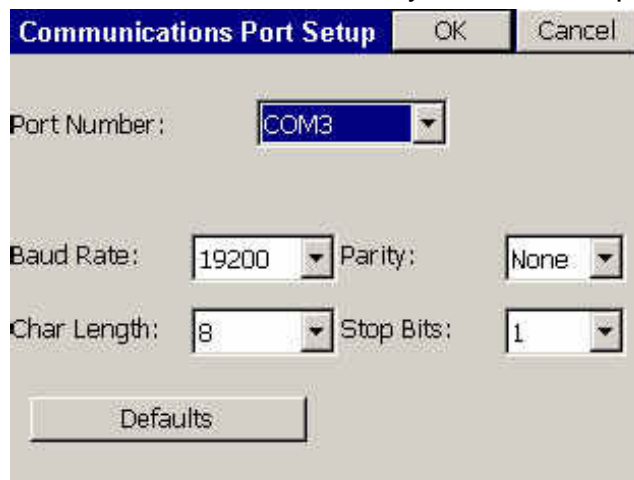 Communications Port Setup OK Cancel
Port Number: COM3
Baud Rate: 19200 Parity: None
Char Length: 8 Stop Bits: 1
Defaults